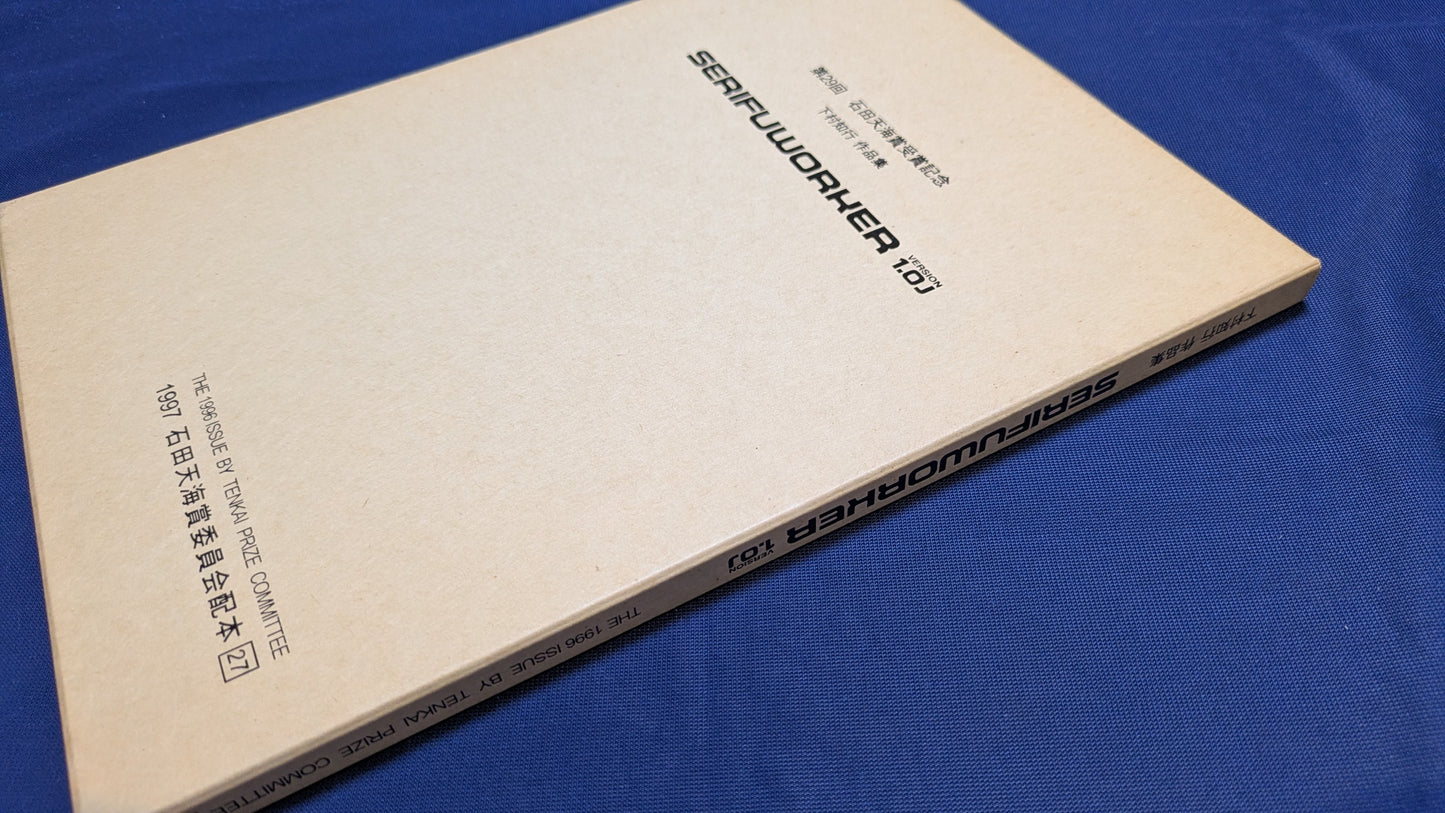 第29回 石田天海賞受賞記念
下村知行 作品集
SERIFUWORKER VERSION 1.0J
THE 1996 ISSUE BY TENKAI PRIZE COMMITTEE
1997 石田天海賞委員会配本 27
下村知行 作品集
SERIFUWORKER VERSION 1.0J
THE 1996 ISSUE BY TENKAI PRIZE COMMITTEE